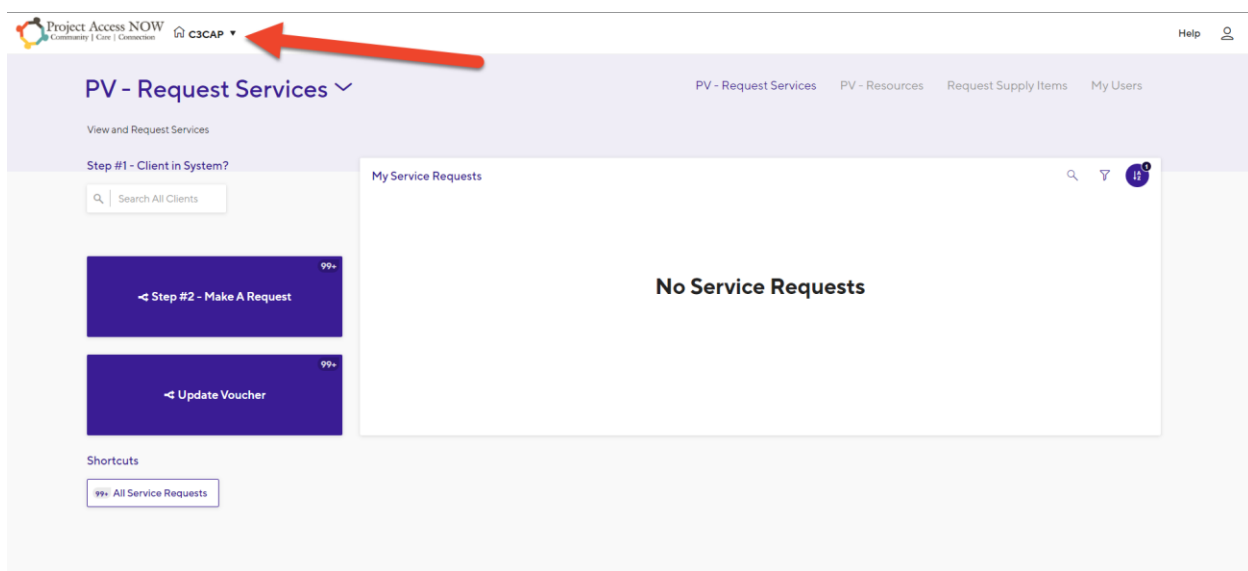 Project Access NOW
Community | Care | Connection
C3CAP
Help
PV - Request Services
PV - Request Services
PV - Resources
Request Supply Items
My Users
View and Request Services
Step #1 - Client in System?
Search All Clients
My Service Requests
1
99+
Step #2 - Make A Request
No Service Requests
99+
Update Voucher
Shortcuts
99+ All Service Requests